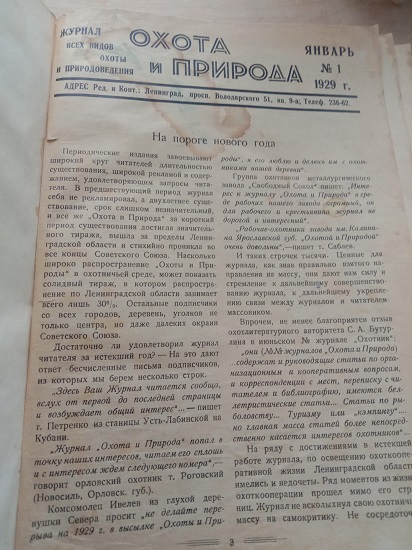 ЖУРНАЛ
ВСЕХ ВИДОВ
ОХОТЫ
И ПРИРОДОВЕДЕНИЯ
ОХОТА
И ПРИРОДА
ЯНВАРЬ
№ 1
1929 г.
АДРЕС Ред. и Конт.: Ленинград, просп. Володарского 51, кв. 9-а; Телеф. 236-62.
На пороге нового года
Периодические издания завоевывают
широкий круг читателей длительностью
существования, широкой рекламой и содер-
жанием, удовлетворяющим запросы чита-
теля. В предшествующий период журнал
себя не рекламировал, а двухлетнее суще-
ствование, срок слишком незначительный,
и все же „Охота и Природа" за короткий
период существования достигла значитель-
ного тиража, вышла за пределы Ленин-
градской области и стихийно проникла во
все концы Советского Союза. Насколько
широко распространение „Охоты и При-
роды" в охотничьей среде, может показать
солидный тираж, в котором распростране-
ние по Ленинградской области занимает
всего лишь 30%. Остальные подписчики
со всех городов, деревень, уголков не
только центра, но даже далеких окраин
Советского Союза.
Достаточно ли удовлетворил журнал
читателя за истекший год? — На это дают
ответ бесчисленные письма подписчиков,
из которых мы берем несколько строк.
„Здесь Ваш Журнал читается сообща,
вслух от первой до последней страницы
и возбуждает общий интерес" — пишет
т. Петренко из станицы Усть-Лабинской на
Кубани.
„Журнал „Охота и Природа" попал в
точку наших интересов, читаем его сплошь
и с интересом ждем следующего номера",—
говорит орловский охотник т. Роговский
(Новосиль, Орловск. губ.).
Комсомолец Ивелев из глухой дере-
вушки Севера просит „не делайте пере-
рыва на 1929 г. в высылке „Охоты и При-
роды", я его люблю и делюсь им с охот-
никами нашей деревни".
Группа охотников металлургического
завода „Свободный Союз" пишет: „Инте-
рес к журналу „Охота и Природа" в сре-
де рабочих нашего завода огромный, он
для рабочего и крестьянина журнал не
дорогой и интересный".
„Рабочие-охотники завода им. Калини-
на Ярославской губ. „Охотой и Природой"
очень довольны",—пишет т. Саблев.
И таких строчек тысячи. Ценные для
журнала, как знак правильно взятого
направления на массу, они дают нам силу и
стремление к дальнейшему совершенство-
ванию журнала, к дальнейшему укрепле-
нию связи между журналом и читателем-
массовиком.
Впрочем, не менее благоприятен отзыв
охотлитературного авторитета С. А. Бутур-
лина в июньском № журнале „Охотник":
„они (№№ журналов „Охота и Природа")
содержат и руководящие статьи по органи-
зационным и кооперативным вопросам,
и корреспонденции с мест, переписку с чи-
тателем и библиографии, имеются бел-
летристические статьи... Статьи по ры-
боловству... Туризму или „кэмпингу"...
но главная масса статей более непосред-
ственно касается интересов охотников"—
На ряду с достижениями в истекшей
работе журнала, по освещению охоткоопе-
ративной жизни Ленинградской области
имелись и недочеты. Ряд моментов из жизни
охоткооперации прошел мимо его стра-
ниц. Журнал не всколыхнул свою охотничью
массу на самокритику. Не сосредоточил
3